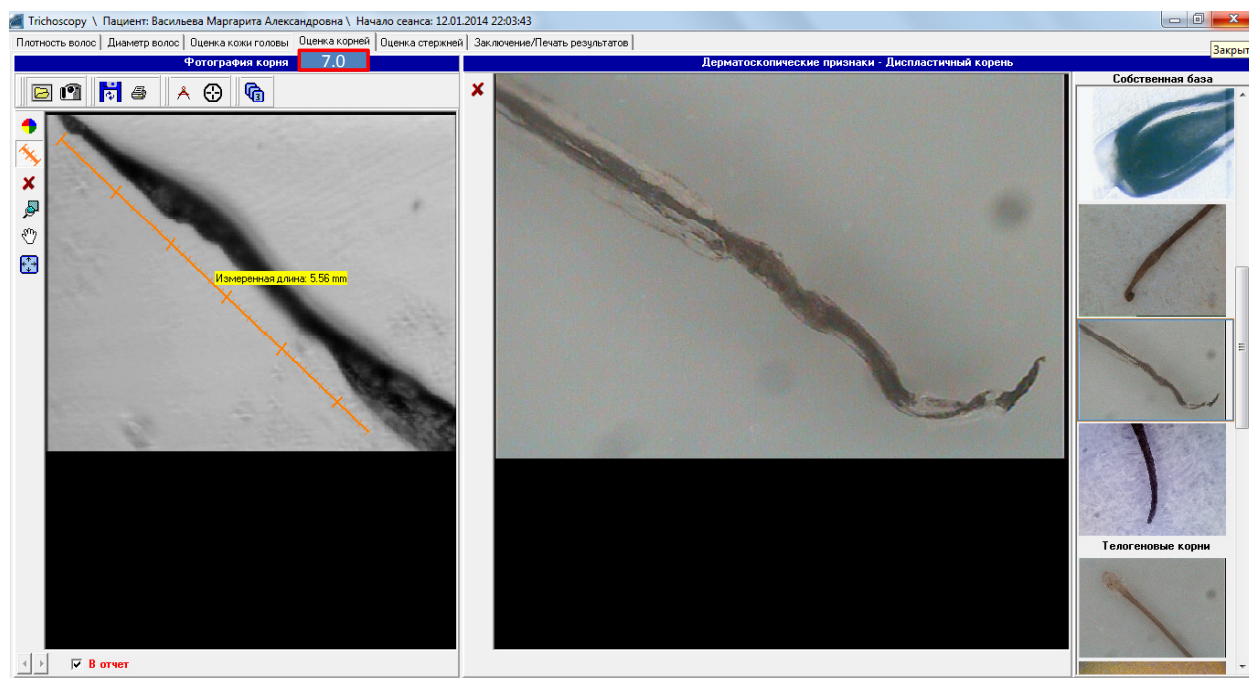 Trichoscopy \ Пациент: Васильева Маргарита Александровна \ Начало сеанса: 12.01.2014 22:03:43
Плотность волос Диаметр волос Оценка кожи головы Оценка корней Оценка стержней Заключение/Печать результатов
Закрыт
Фотография корня 7.0
Дерматоскопические признаки - Диспластичный корень
Собственная база
Измеренная длина: 5.56 mm
Телогеновые корни
В отчет